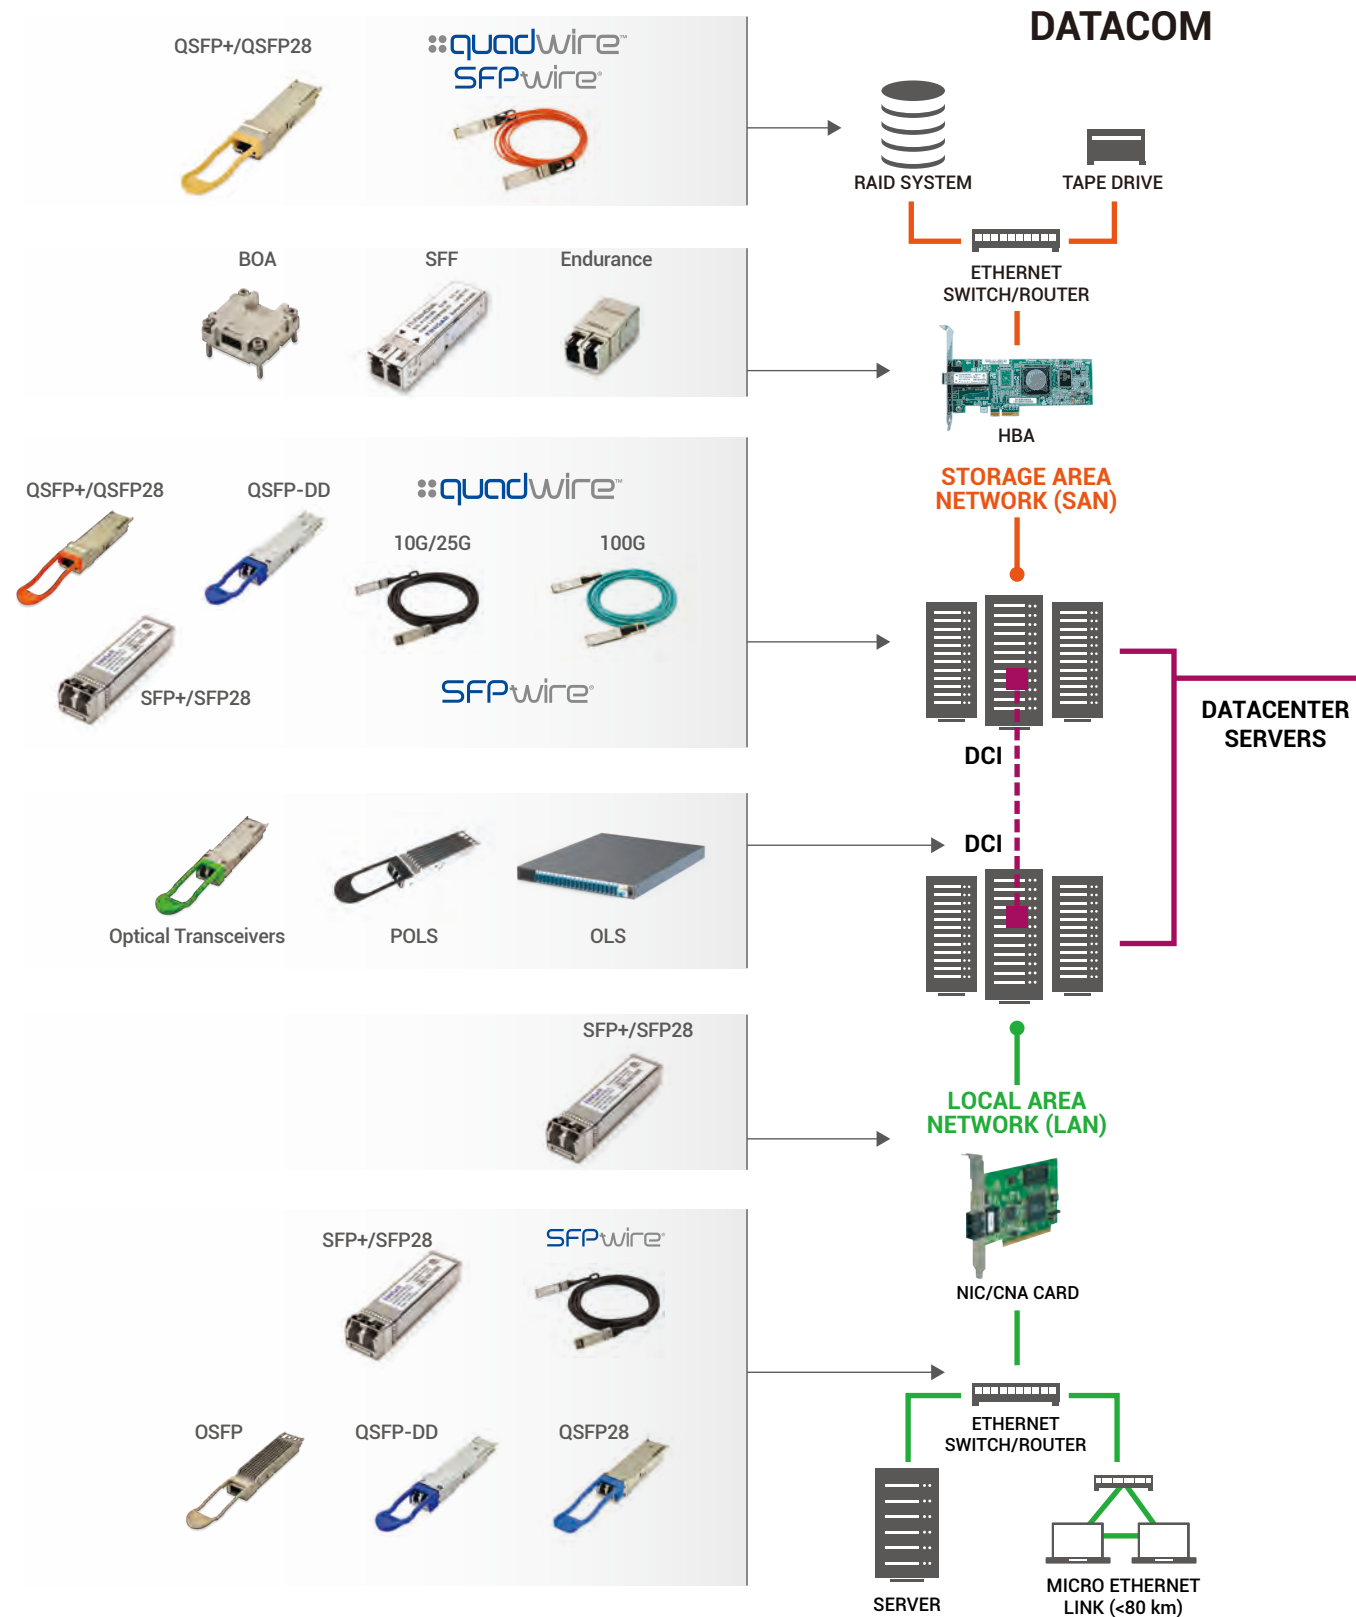 DATACOM
QSFP+/QSFP28
quadwire™
SFPwire®
RAID SYSTEM
TAPE DRIVE
ETHERNET
SWITCH/ROUTER
BOA
SFF
Endurance
HBA
STORAGE AREA
NETWORK (SAN)
QSFP+/QSFP28
QSFP-DD
quadwire™
10G/25G
100G
SFP+/SFP28
SFPwire®
DATACENTER
SERVERS
DCI
DCI
Optical Transceivers
POLS
OLS
SFP+/SFP28
LOCAL AREA
NETWORK (LAN)
NIC/CNA CARD
SFP+/SFP28
SFPwire®
ETHERNET
SWITCH/ROUTER
OSFP
QSFP-DD
QSFP28
SERVER
MICRO ETHERNET
LINK (<80 km)